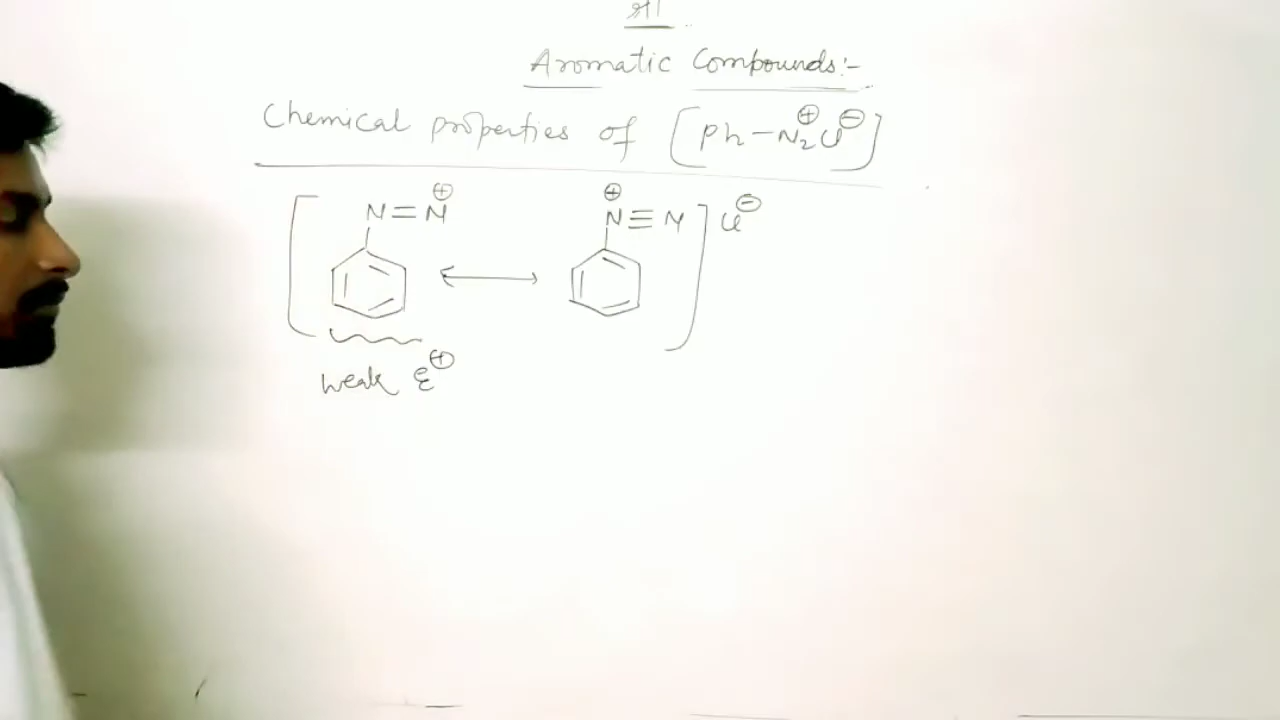 Aromatic Compounds:-
Chemical properties of [Ph-N₂⊕Cl⊖]
[N=N⊕ ⟷ N⊕≡N] Cl⊖
weak E⊕